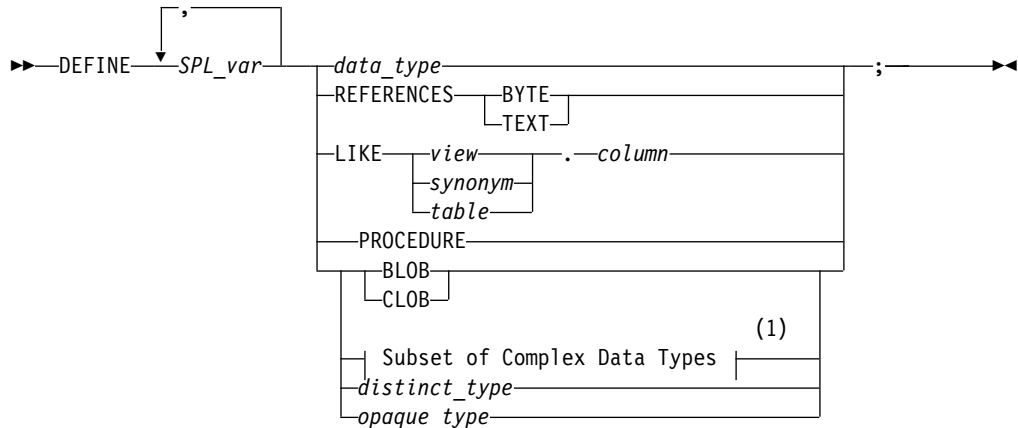 ,
DEFINE SPL_var data_type ;
REFERENCES BYTE
TEXT
LIKE view . column
synonym
table
PROCEDURE
BLOB
CLOB
(1)
Subset of Complex Data Types
distinct_type
opaque type